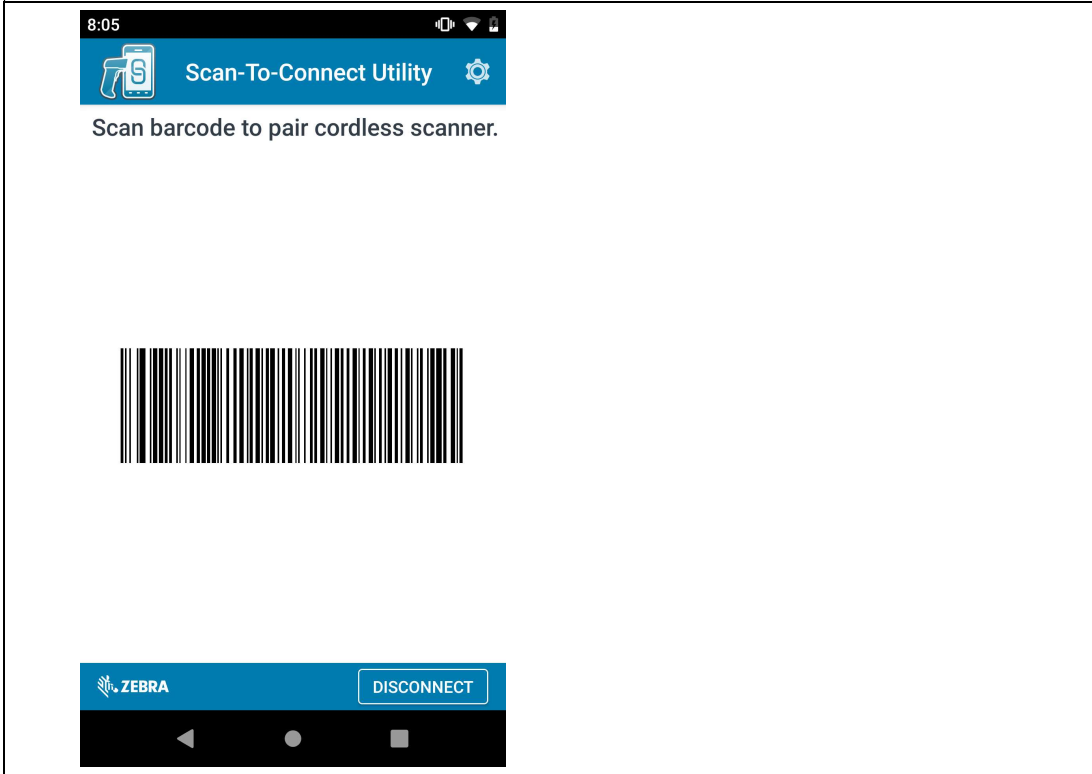 8:05
Scan-To-Connect Utility
Scan barcode to pair cordless scanner.
ZEBRA
DISCONNECT